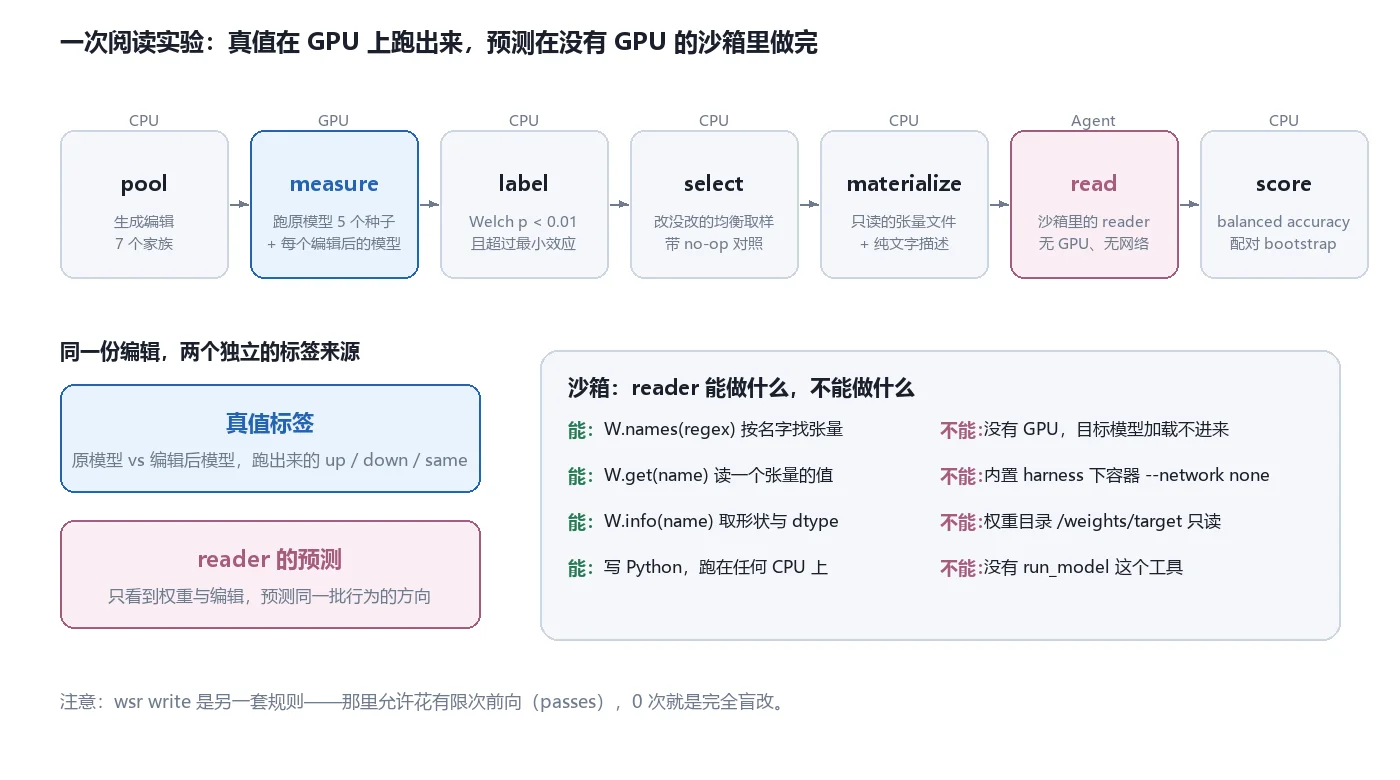 一次阅读实验：真值在 GPU 上跑出来，预测在没有 GPU 的沙箱里做完
CPU
pool
生成编辑
7 个家族
GPU
measure
跑原模型 5 个种子
+ 每个编辑后的模型
CPU
label
Welch p < 0.01
且超过最小效应
CPU
select
改没改的均衡取样
带 no-op 对照
CPU
materialize
只读的张量文件
+ 纯文字描述
Agent
read
沙箱里的 reader
无 GPU、无网络
CPU
score
balanced accuracy
配对 bootstrap
同一份编辑，两个独立的标签来源
真值标签
原模型 vs 编辑后模型，跑出来的 up / down / same
reader 的预测
只看到权重与编辑，预测同一批行为的方向
沙箱：reader 能做什么，不能做什么
能：W.names(regex) 按名字找张量
不能：没有 GPU，目标模型加载不进来
能：W.get(name) 读一个张量的值
不能：内置 harness 下容器 --network none
能：W.info(name) 取形状与 dtype
不能：权重目录 /weights/target 只读
能：写 Python，跑在任何 CPU 上
不能：没有 run_model 这个工具
注意：wsr write 是另一套规则——那里允许花有限次前向（passes），0 次就是完全盲改。